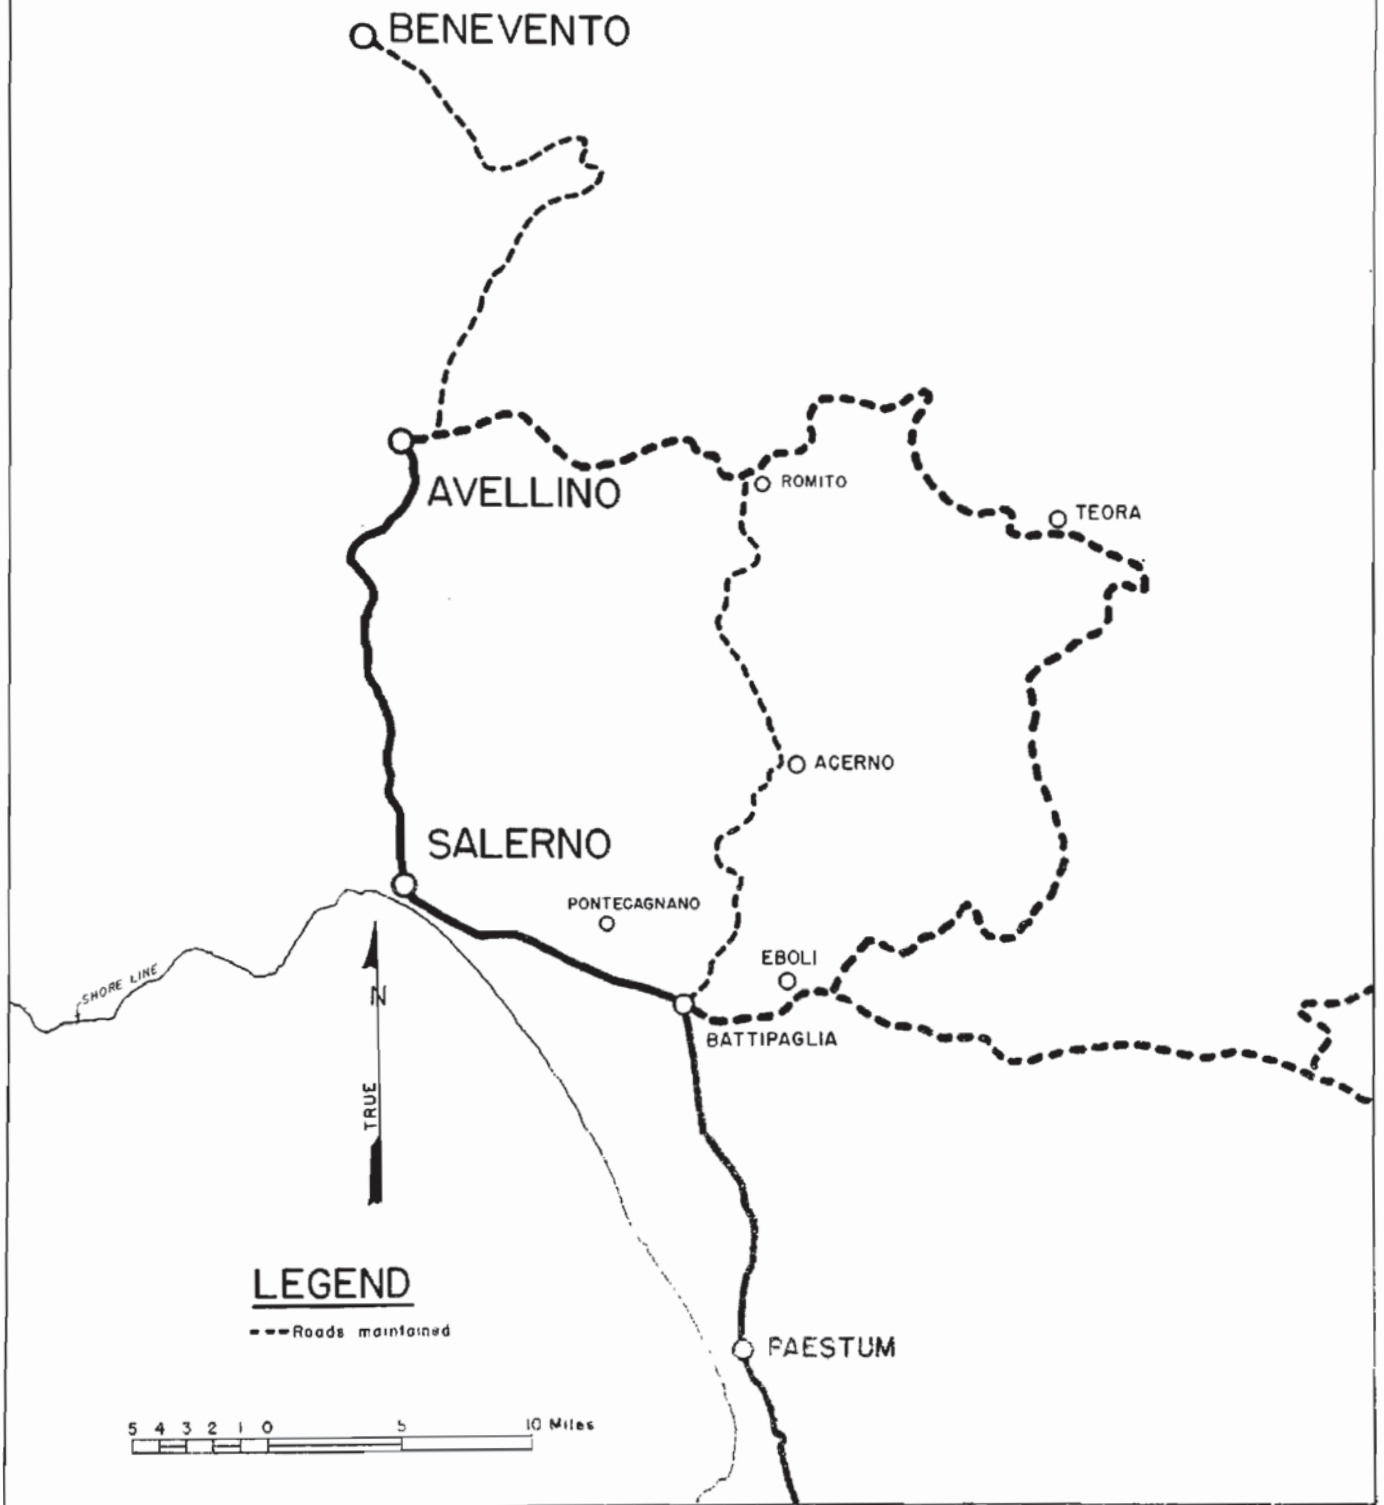 BENEVENTO
AVELLINO
ROMITO
TEORA
ACERNO
SALERNO
PONTECAGNANO
EBOLI
SHORE LINE
N
BATTIPAGLIA
TRUE
LEGEND
Roads maintained
PAESTUM
5 4 3 2 1 0 5 10 Miles